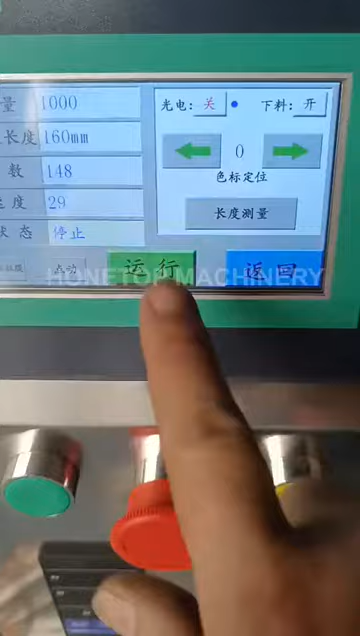 量 1000
光电: 关 下料: 开
长度 160mm
0
数 148
色标定位
度 29
长度测量
状态 停止
点动 运行 返回
HONETOP MACHINERY